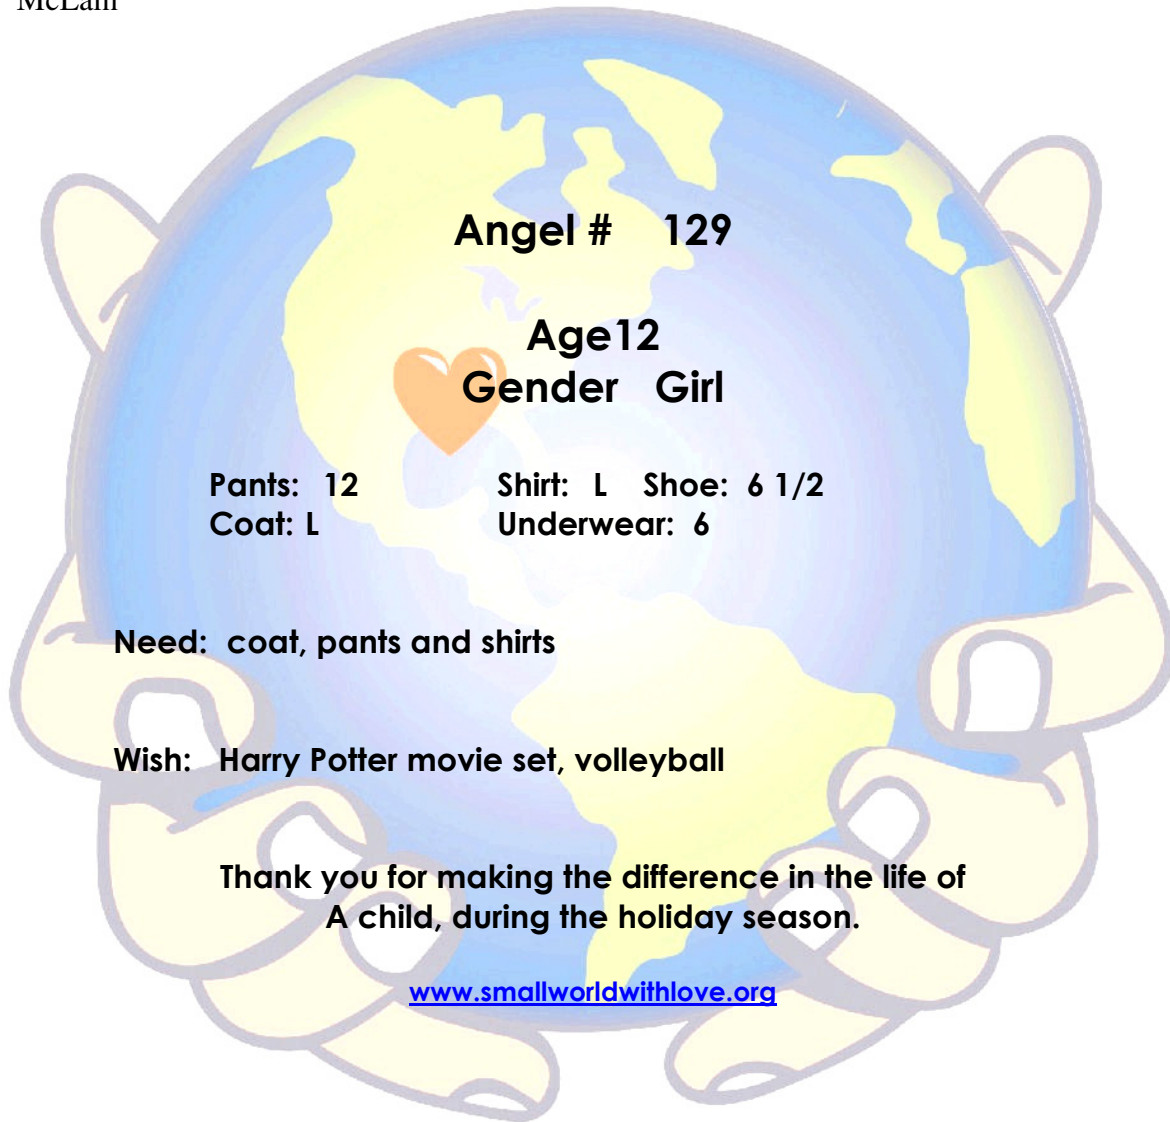 McLain
Angel # 129
Age12
Gender Girl
Pants: 12 Shirt: L Shoe: 6 1/2
Coat: L Underwear: 6
Need: coat, pants and shirts
Wish: Harry Potter movie set, volleyball
Thank you for making the difference in the life of
A child, during the holiday season.
www.smallworldwithlove.org